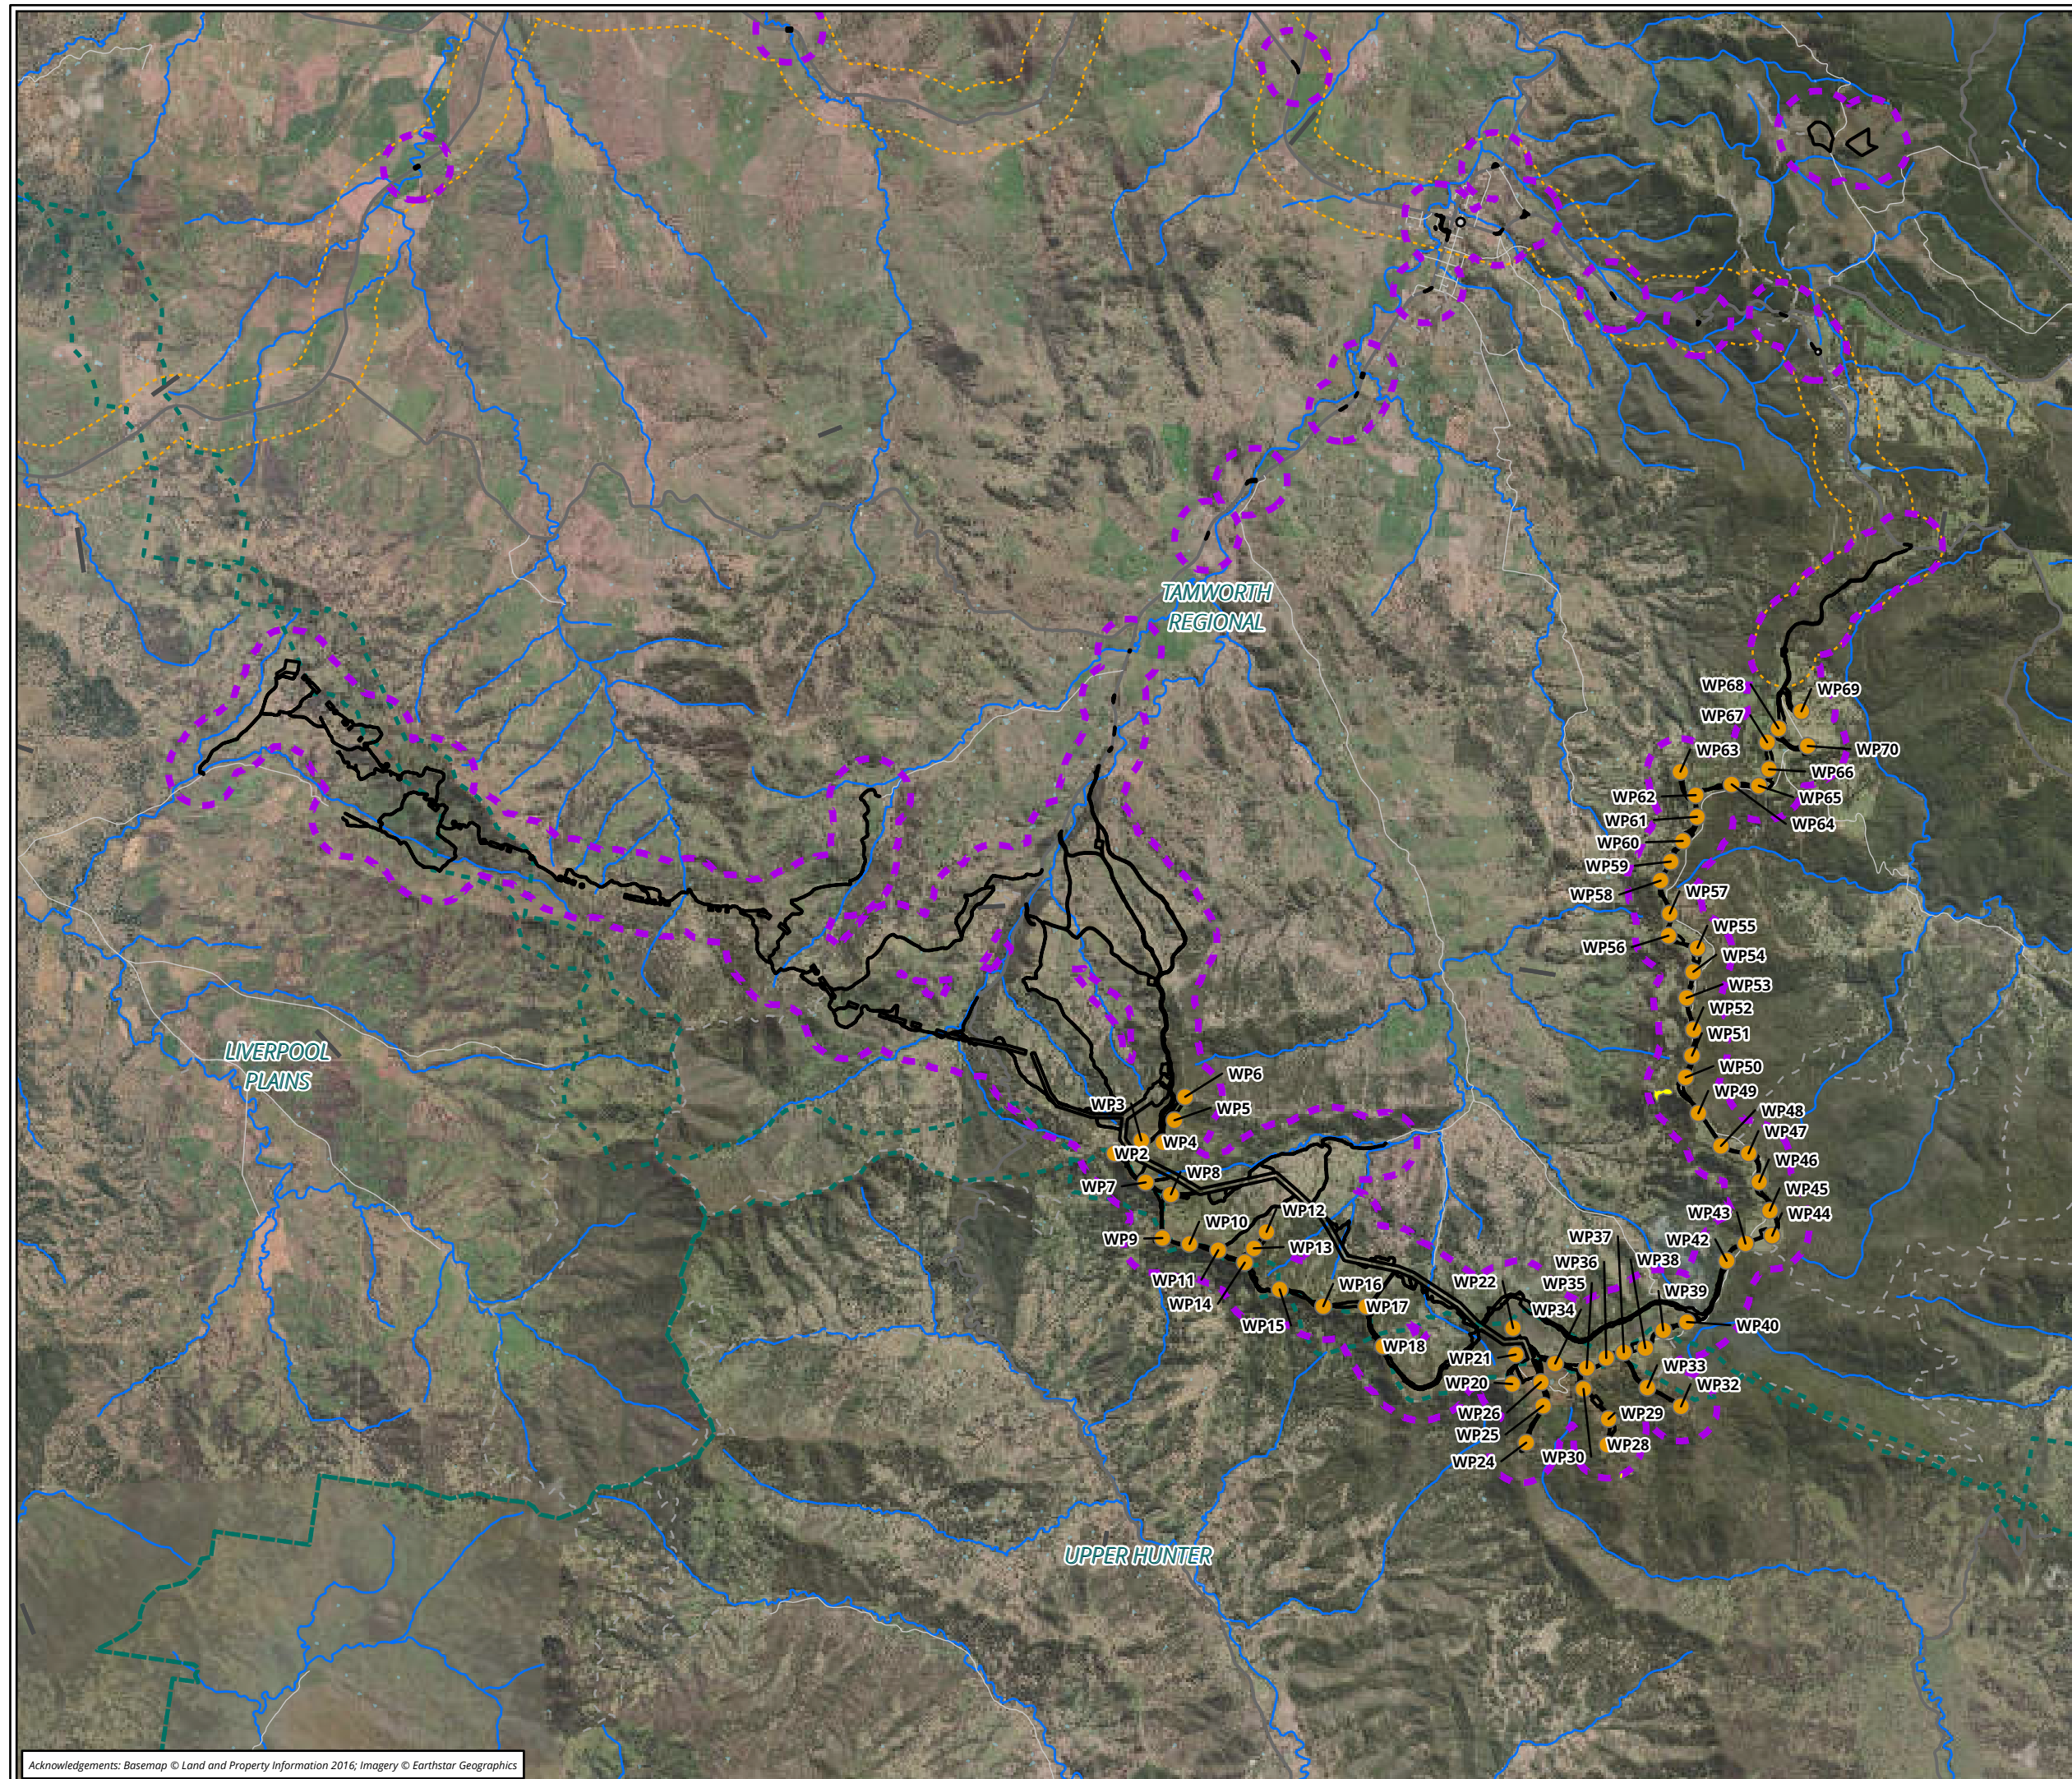 TAMWORTH
REGIONAL
WP68
WP69
WP67
WP63
WP70
WP66
WP62
WP65
WP61
WP64
WP60
WP59
WP58
WP57
WP55
WP56
WP54
WP53
WP52
WP51
LIVERPOOL
PLAINS
WP50
WP6
WP49
WP3
WP5
WP48
WP47
WP4
WP2
WP46
WP8
WP7
WP45
WP12
WP43
WP44
WP10
WP37
WP9
WP42
WP13
WP36
WP38
WP11
WP22
WP35
WP16
WP39
WP14
WP17
WP34
WP15
WP40
WP18
WP21
WP33
WP20
WP32
WP26
WP29
WP25
WP28
WP30
WP24
UPPER HUNTER
Acknowledgements: Basemap © Land and Property Information 2016; Imagery © Earthstar Geographics